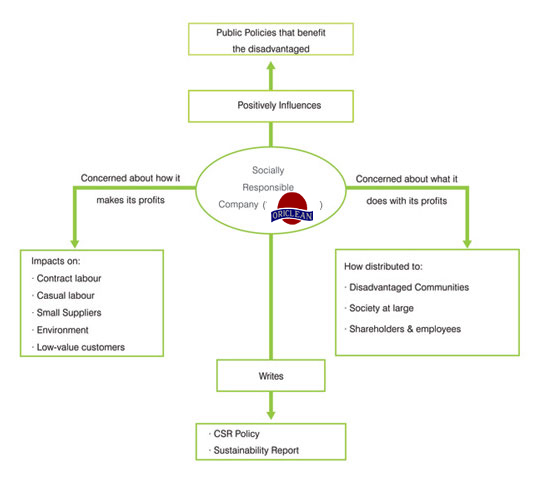 Public Policies that benefit
the disadvantaged
Positively Influences
Socially
Responsible
Company (' ORICLEAN )
Concerned about how it
makes its profits
Concerned about what it
does with its profits
Impacts on:
· Contract labour
· Casual labour
· Small Suppliers
· Environment
· Low-value customers
How distributed to:
· Disadvantaged Communities
· Society at large
· Shareholders & employees
Writes
· CSR Policy
· Sustainability Report